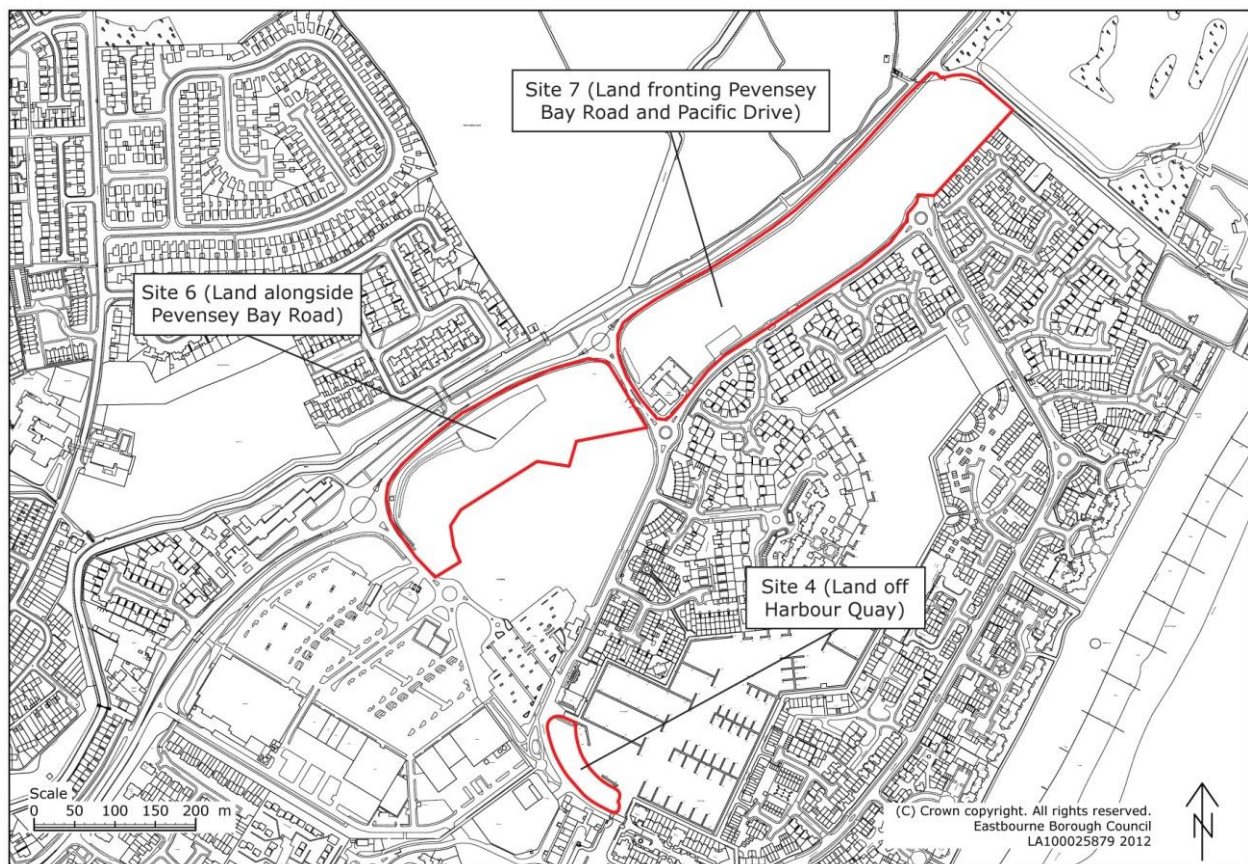 Site 7 (Land fronting Pevensey
Bay Road and Pacific Drive)
Site 6 (Land alongside
Pevensey Bay Road)
Site 4 (Land off
Harbour Quay)
Scale
0 50 100 150 200 m
(C) Crown copyright. All rights reserved.
Eastbourne Borough Council
LA100025879 2012
N